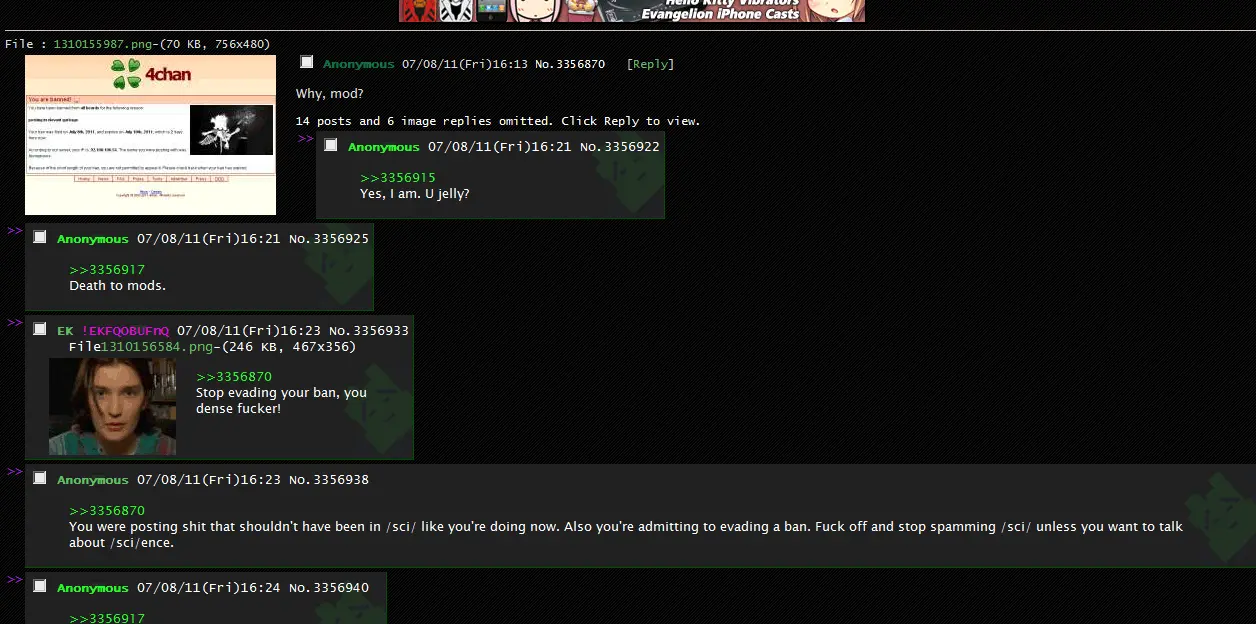 Hello Kitty Vibrators
Evangelion iPhone Casts
File : 1310155987.png-(70 KB, 756x480)
4chan
You are banned!
Anonymous 07/08/11(Fri)16:13 No.3356870 [Reply]
Why, mod?
14 posts and 6 image replies omitted. Click Reply to view.
>> Anonymous 07/08/11(Fri)16:21 No.3356922
>>3356915
Yes, I am. U jelly?
>> Anonymous 07/08/11(Fri)16:21 No.3356925
>>3356917
Death to mods.
>> EK !EKFQOBUFnQ 07/08/11(Fri)16:23 No.3356933
File1310156584.png-(246 KB, 467x356)
>>3356870
Stop evading your ban, you
dense fucker!
>> Anonymous 07/08/11(Fri)16:23 No.3356938
>>3356870
You were posting shit that shouldn't have been in /sci/ like you're doing now. Also you're admitting to evading a ban. Fuck off and stop spamming /sci/ unless you want to talk
about /sci/ence.
>> Anonymous 07/08/11(Fri)16:24 No.3356940
>>3356917